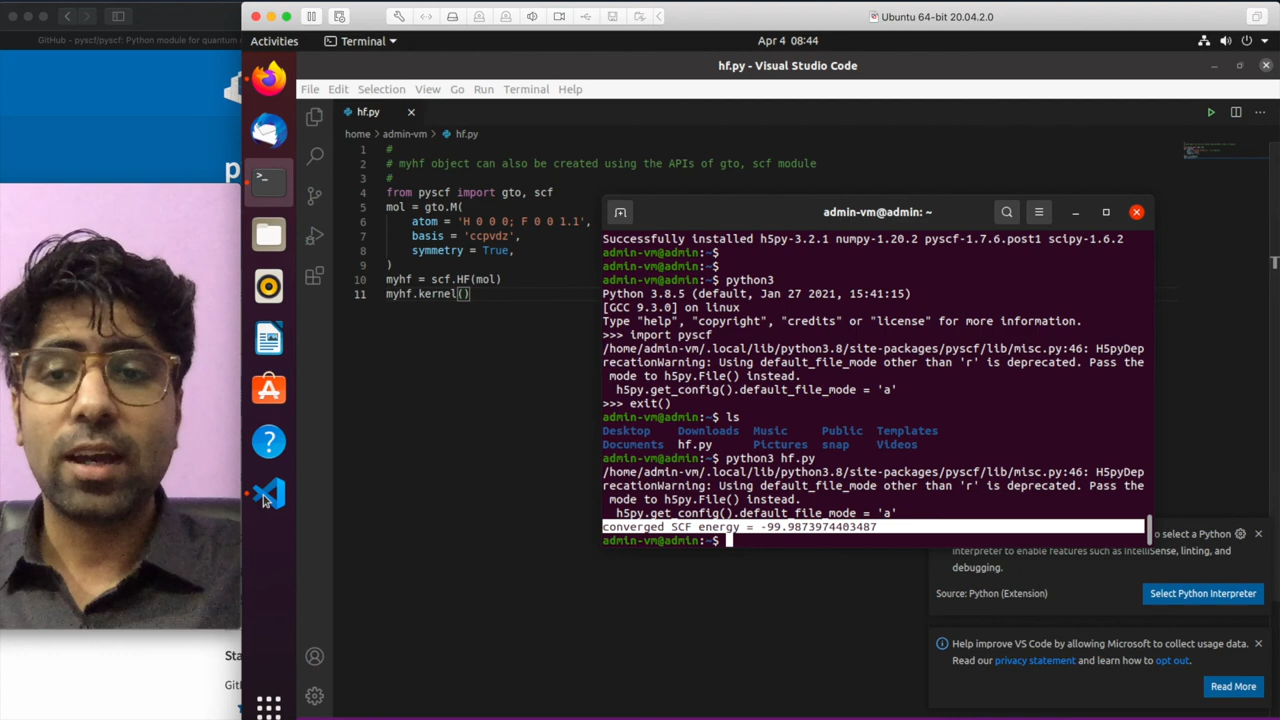 GitHub - pyscf/pyscf: Python module for quantum
Ubuntu 64-bit 20.04.2.0
Activities
Terminal
Apr 4 08:44
hf.py - Visual Studio Code
File Edit Selection View Go Run Terminal Help
hf.py
home admin-vm hf.py
1 #
2 # myhf object can also be created using the APIs of gto, scf module
3 #
4 from pyscf import gto, scf
5 mol = gto.M(
6 atom = 'H 0 0 0; F 0 0 1.1',
7 basis = 'ccpvdz',
8 symmetry = True,
9 )
10 myhf = scf.HF(mol)
11 myhf.kernel()
admin-vm@admin: ~
Successfully installed h5py-3.2.1 numpy-1.20.2 pyscf-1.7.6.post1 scipy-1.6.2
admin-vm@admin:~$
admin-vm@admin:~$
admin-vm@admin:~$ python3
Python 3.8.5 (default, Jan 27 2021, 15:41:15)
[GCC 9.3.0] on linux
Type "help", "copyright", "credits" or "license" for more information.
>>> import pyscf
/home/admin-vm/.local/lib/python3.8/site-packages/pyscf/lib/misc.py:46: H5pyDep
recationWarning: Using default_file_mode other than 'r' is deprecated. Pass the
mode to h5py.File() instead.
h5py.get_config().default_file_mode = 'a'
>>> exit()
admin-vm@admin:~$ ls
Desktop Downloads Music Public Templates
Documents hf.py Pictures snap Videos
admin-vm@admin:~$ python3 hf.py
/home/admin-vm/.local/lib/python3.8/site-packages/pyscf/lib/misc.py:46: H5pyDep
recationWarning: Using default_file_mode other than 'r' is deprecated. Pass the
mode to h5py.File() instead.
h5py.get_config().default_file_mode = 'a'
converged SCF energy = -99.9873974403487
admin-vm@admin:~$
to select a Python
interpreter to enable features such as IntelliSense, linting, and
debugging.
Source: Python (Extension)
Select Python Interpreter
Help improve VS Code by allowing Microsoft to collect usage data.
Read our privacy statement and learn how to opt out.
Read More
p
Sta
Git